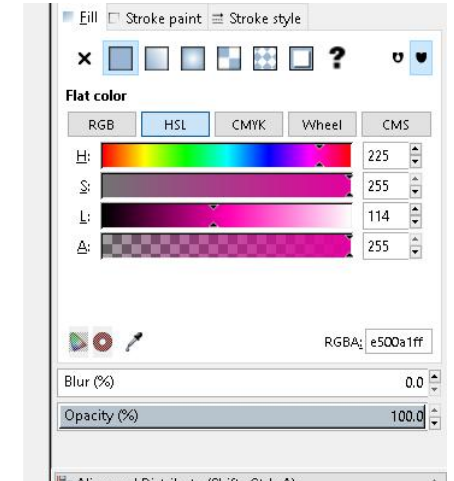 Fill Stroke paint Stroke style
?
Flat color
RGB HSL CMYK Wheel CMS
H: 225
S: 255
L: 114
A: 255
RGBA: e500a1ff
Blur (%) 0.0
Opacity (%) 100.0